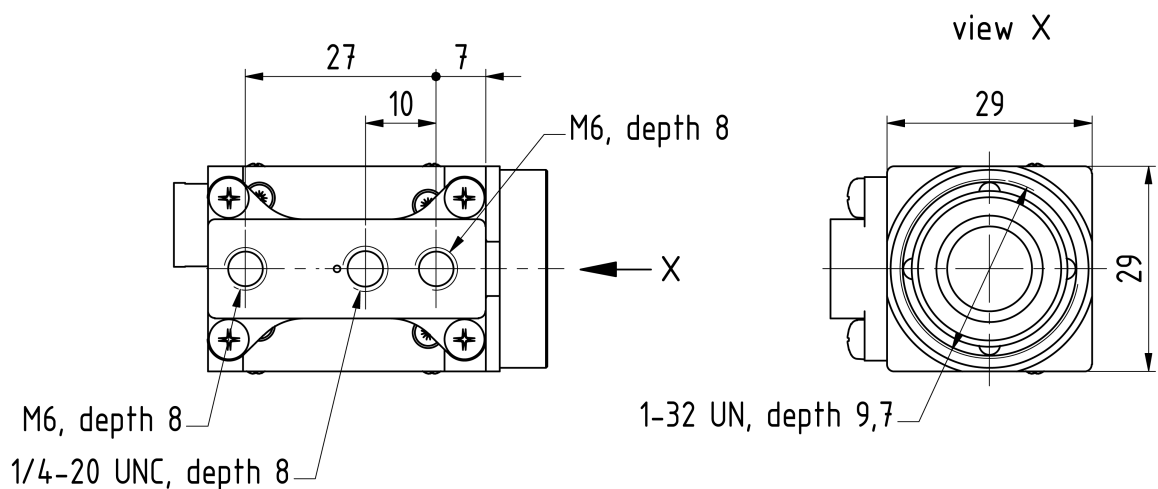 view X
27
7
10
M6, depth 8
29
X
29
M6, depth 8
1-32 UN, depth 9,7
1/4-20 UNC, depth 8